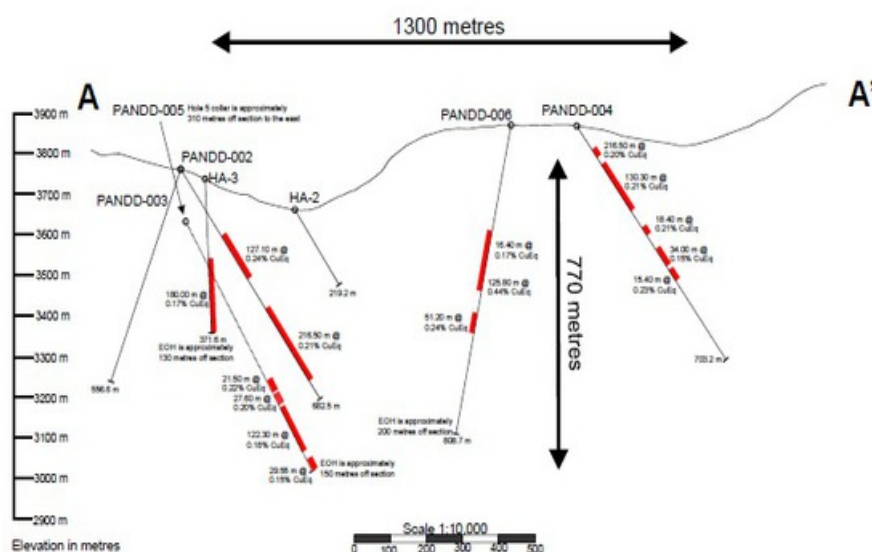 1300 metres
A
A'
PANDD-005
Hole 5 collar is approximately
310 metres off section to the east
PANDD-006
PANDD-004
PANDD-002
HA-3
HA-2
PANDD-003
3900 m
3800 m
3700 m
3600 m
3500 m
3400 m
3300 m
3200 m
3100 m
3000 m
2900 m
216.50 m @
0.20% CuEq
130.30 m @
0.21% CuEq
18.40 m @
0.21% CuEq
34.00 m @
0.15% CuEq
15.40 m @
0.23% CuEq
703.2 m
127.10 m @
0.24% CuEq
216.50 m @
0.21% CuEq
219.2 m
16.40 m @
0.17% CuEq
125.80 m @
0.44% CuEq
51.20 m @
0.24% CuEq
770 metres
180.00 m @
0.17% CuEq
371.6 m
EOH is approximately
130 metres off section
556.6 m
21.50 m @
0.22% CuEq
27.60 m @
0.20% CuEq
682.5 m
122.30 m @
0.18% CuEq
EOH is approximately
200 metres off section
808.7 m
29.55 m @
0.15% CuEq
EOH is approximately
150 metres off section
Elevation in metres
Scale 1:10,000
0 100 200 300 400 500